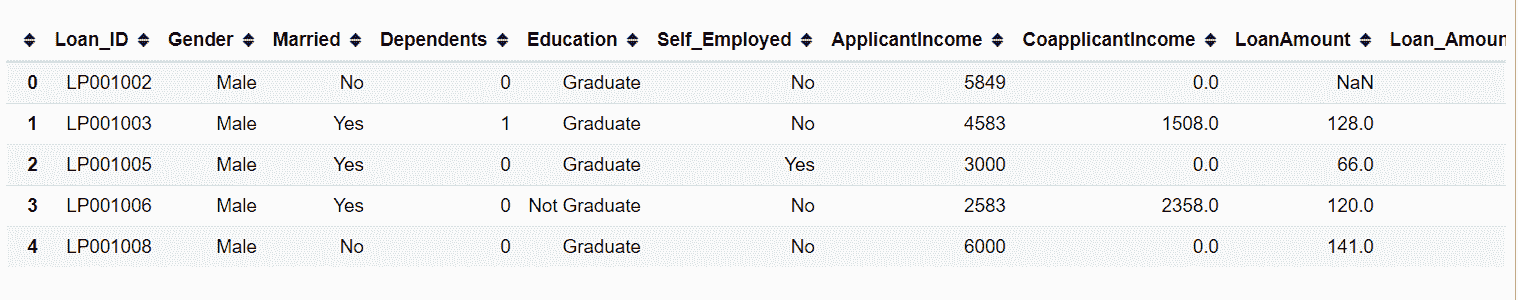 Loan_ID Gender Married Dependents Education Self_Employed ApplicantIncome CoapplicantIncome LoanAmount Loan_Amoun
0 LP001002 Male No 0 Graduate No 5849 0.0 NaN
1 LP001003 Male Yes 1 Graduate No 4583 1508.0 128.0
2 LP001005 Male Yes 0 Graduate Yes 3000 0.0 66.0
3 LP001006 Male Yes 0 Not Graduate No 2583 2358.0 120.0
4 LP001008 Male No 0 Graduate No 6000 0.0 141.0